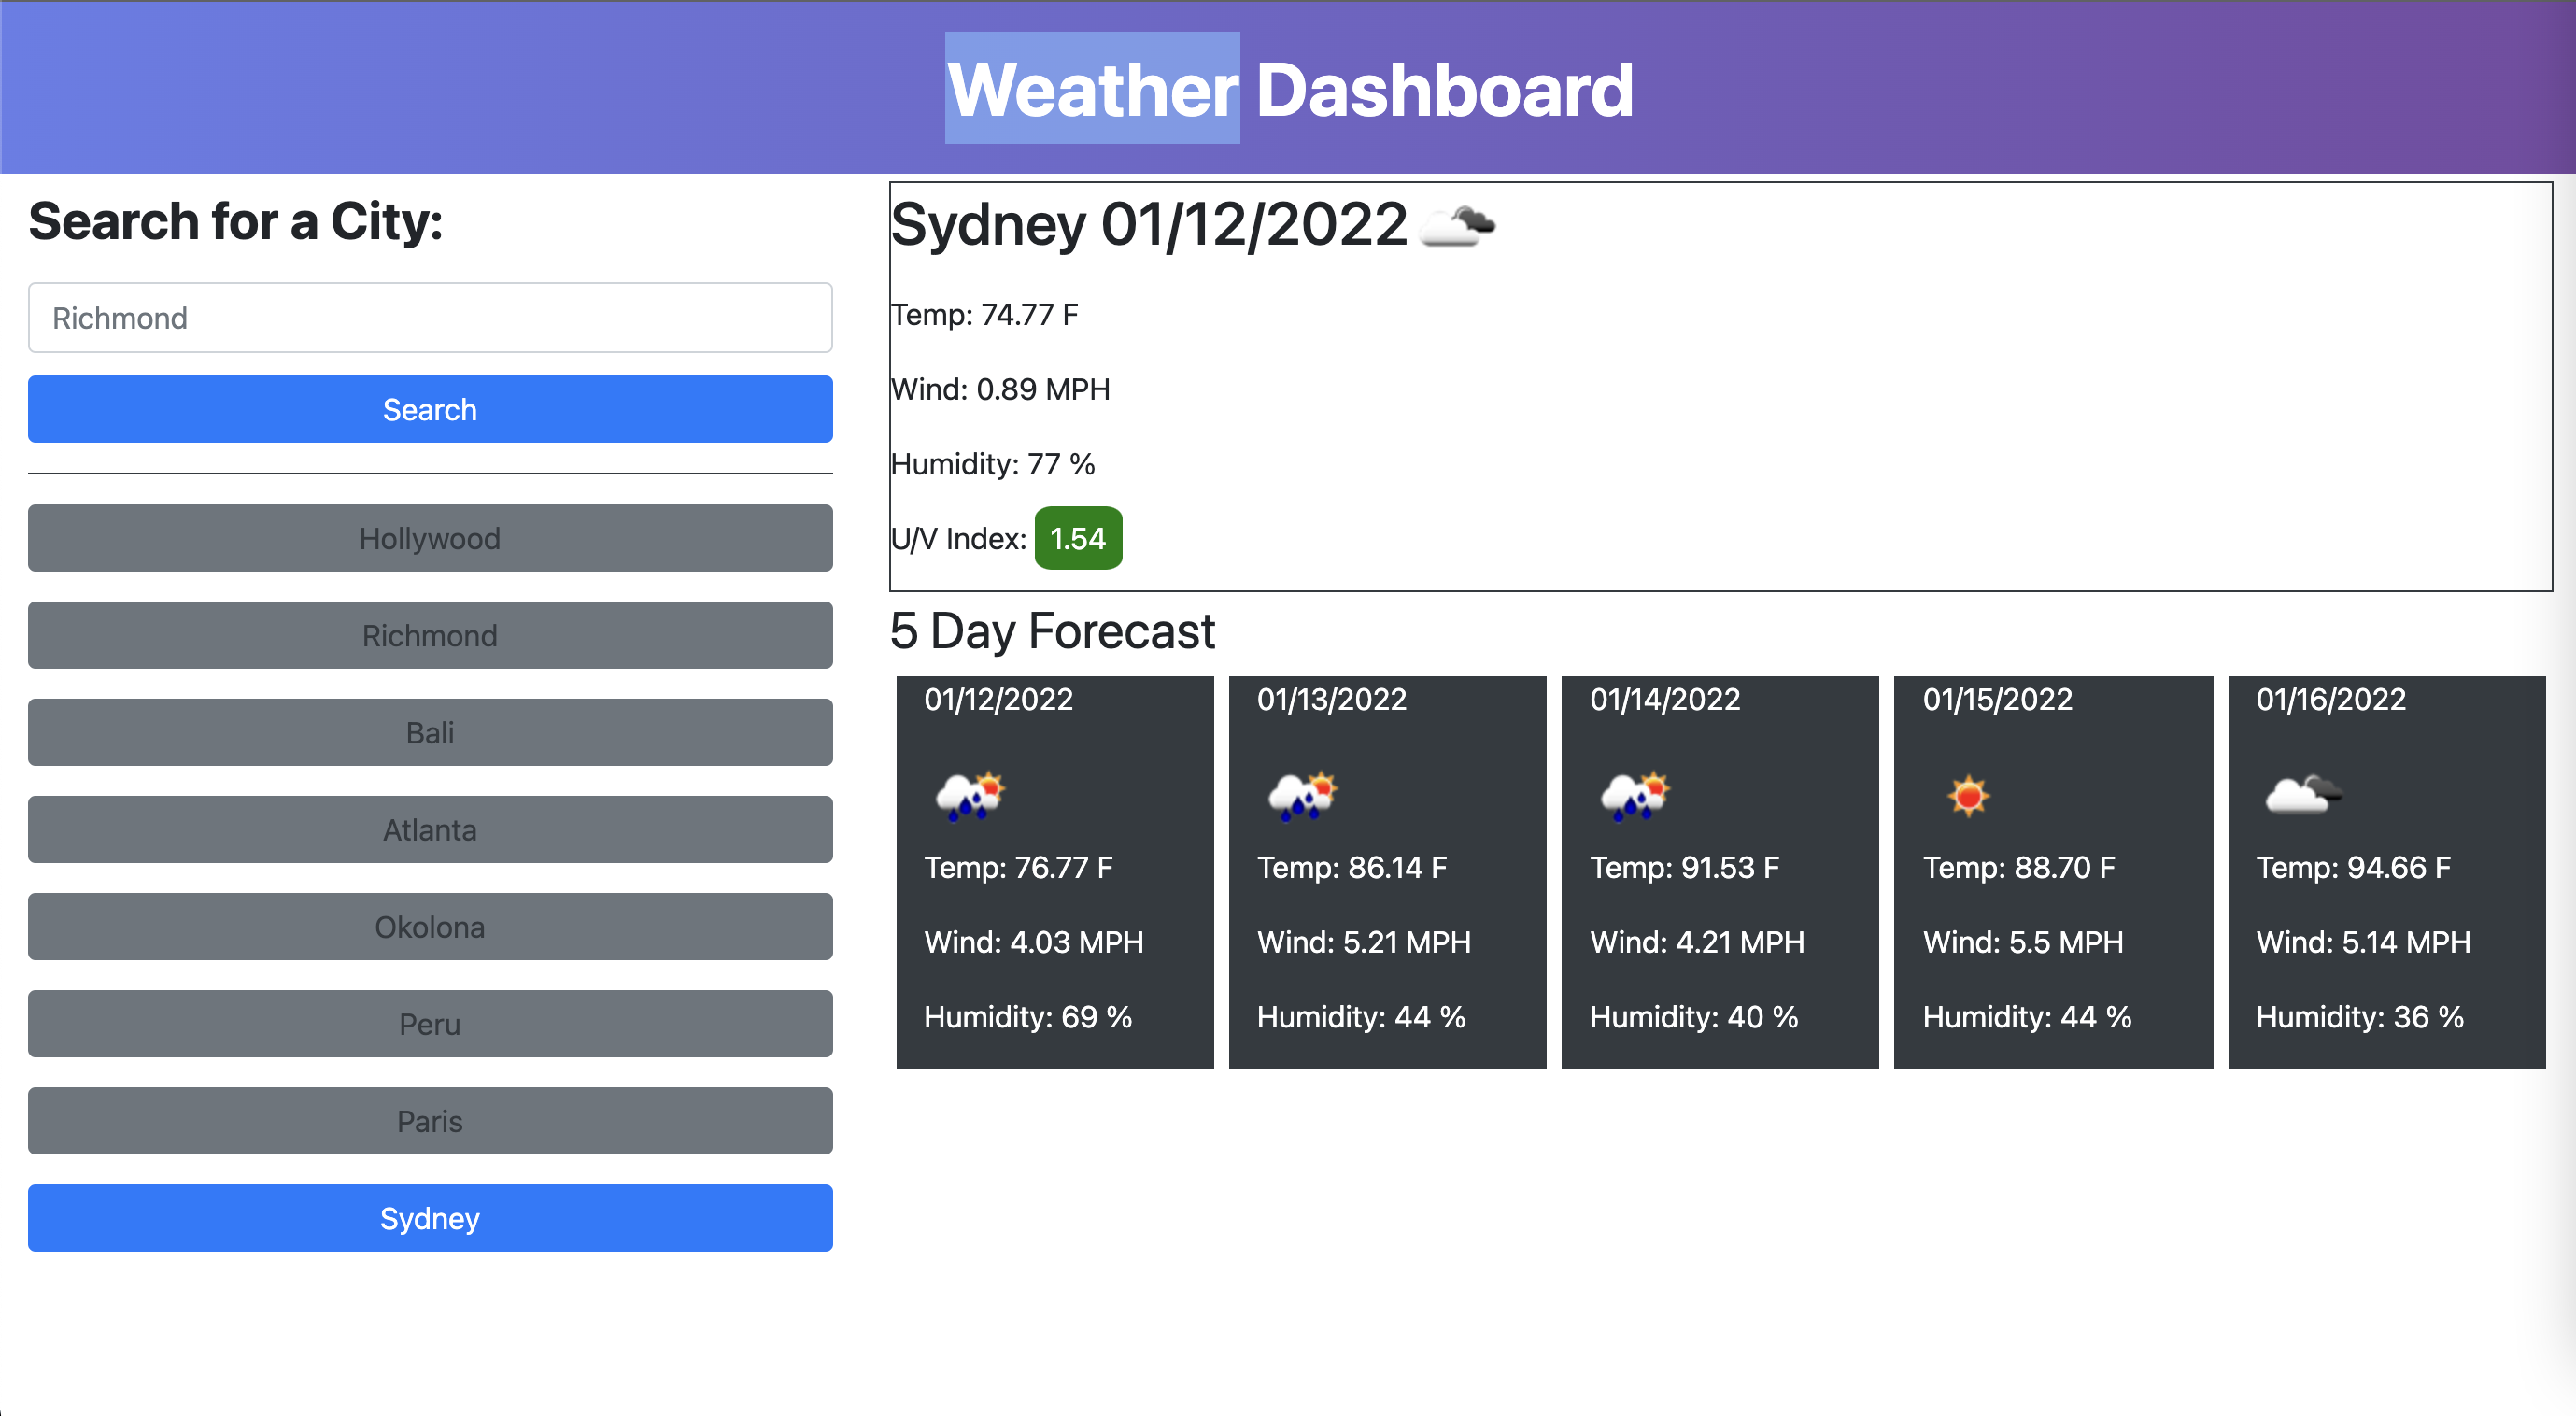 Weather Dashboard
Search for a City:
Richmond
Search
Hollywood
Richmond
Bali
Atlanta
Okolona
Peru
Paris
Sydney
Sydney 01/12/2022
Temp: 74.77 F
Wind: 0.89 MPH
Humidity: 77 %
U/V Index: 1.54
5 Day Forecast
01/12/2022
Temp: 76.77 F
Wind: 4.03 MPH
Humidity: 69 %
01/13/2022
Temp: 86.14 F
Wind: 5.21 MPH
Humidity: 44 %
01/14/2022
Temp: 91.53 F
Wind: 4.21 MPH
Humidity: 40 %
01/15/2022
Temp: 88.70 F
Wind: 5.5 MPH
Humidity: 44 %
01/16/2022
Temp: 94.66 F
Wind: 5.14 MPH
Humidity: 36 %